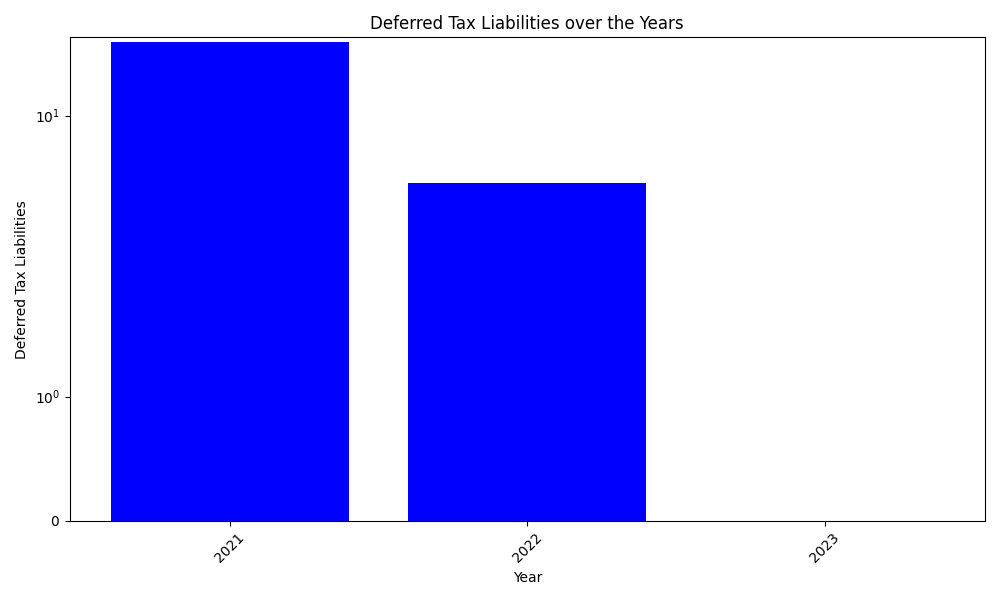 Deferred Tax Liabilities over the Years
Deferred Tax Liabilities
10¹
10⁰
0
2021
2022
2023
Year